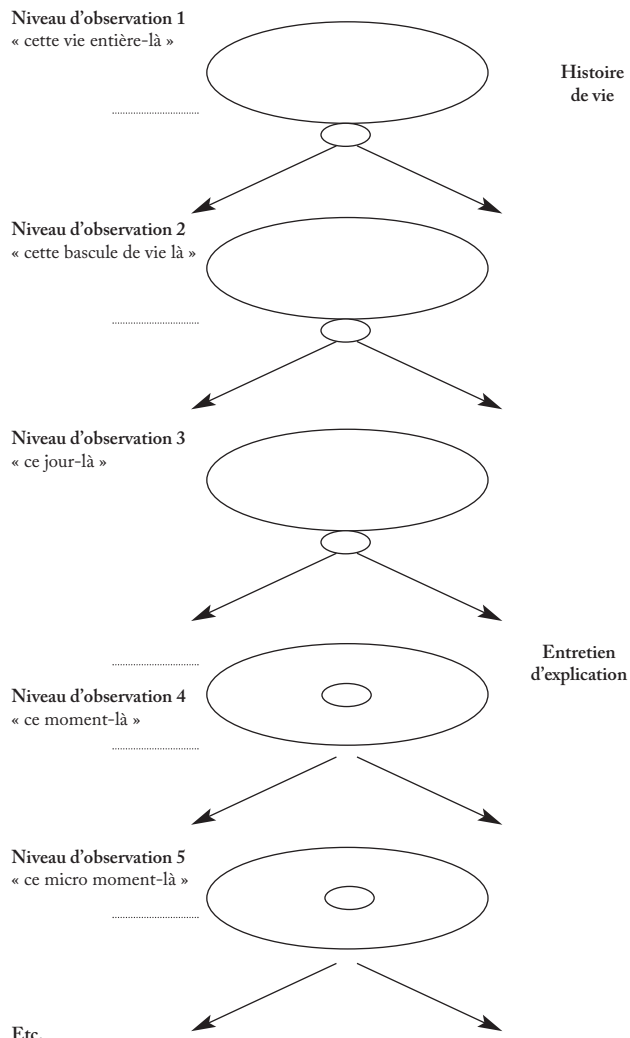 Niveau d’observation 1
« cette vie entière-là »
Histoire
de vie
Niveau d’observation 2
« cette bascule de vie là »
Niveau d’observation 3
« ce jour-là »
Entretien
d’explication
Niveau d’observation 4
« ce moment-là »
Niveau d’observation 5
« ce micro moment-là »
Etc.